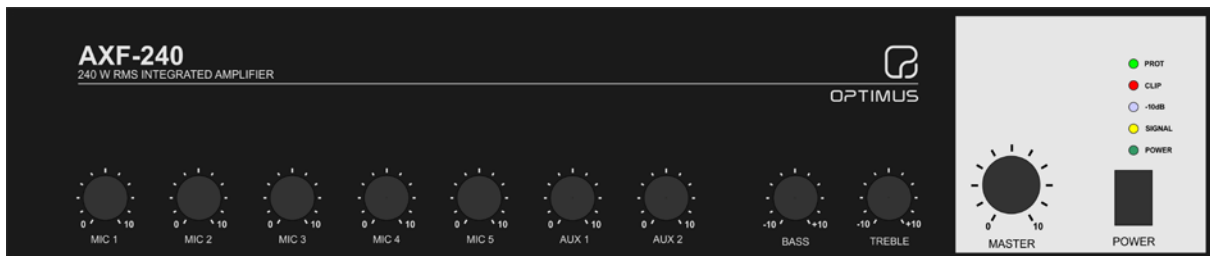 AXF-240
240 W RMS INTEGRATED AMPLIFIER
OPTIMUS
PROT
CLIP
-10dB
SIGNAL
POWER
0 10 0 10 0 10 0 10 0 10 0 10 0 10 -10 +10 -10 +10 0 10
MIC 1 MIC 2 MIC 3 MIC 4 MIC 5 AUX 1 AUX 2 BASS TREBLE MASTER POWER